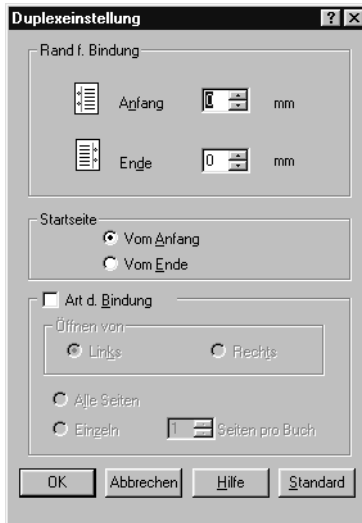 Duplexeinstellung
Rand f. Bindung
Anfang 0 mm
Ende 0 mm
Startseite
Vom Anfang
Vom Ende
Art d. Bindung
Öffnen von
Links Rechts
Alle Seiten
Einzeln 1 Seiten pro Buch
OK Abbrechen Hilfe Standard